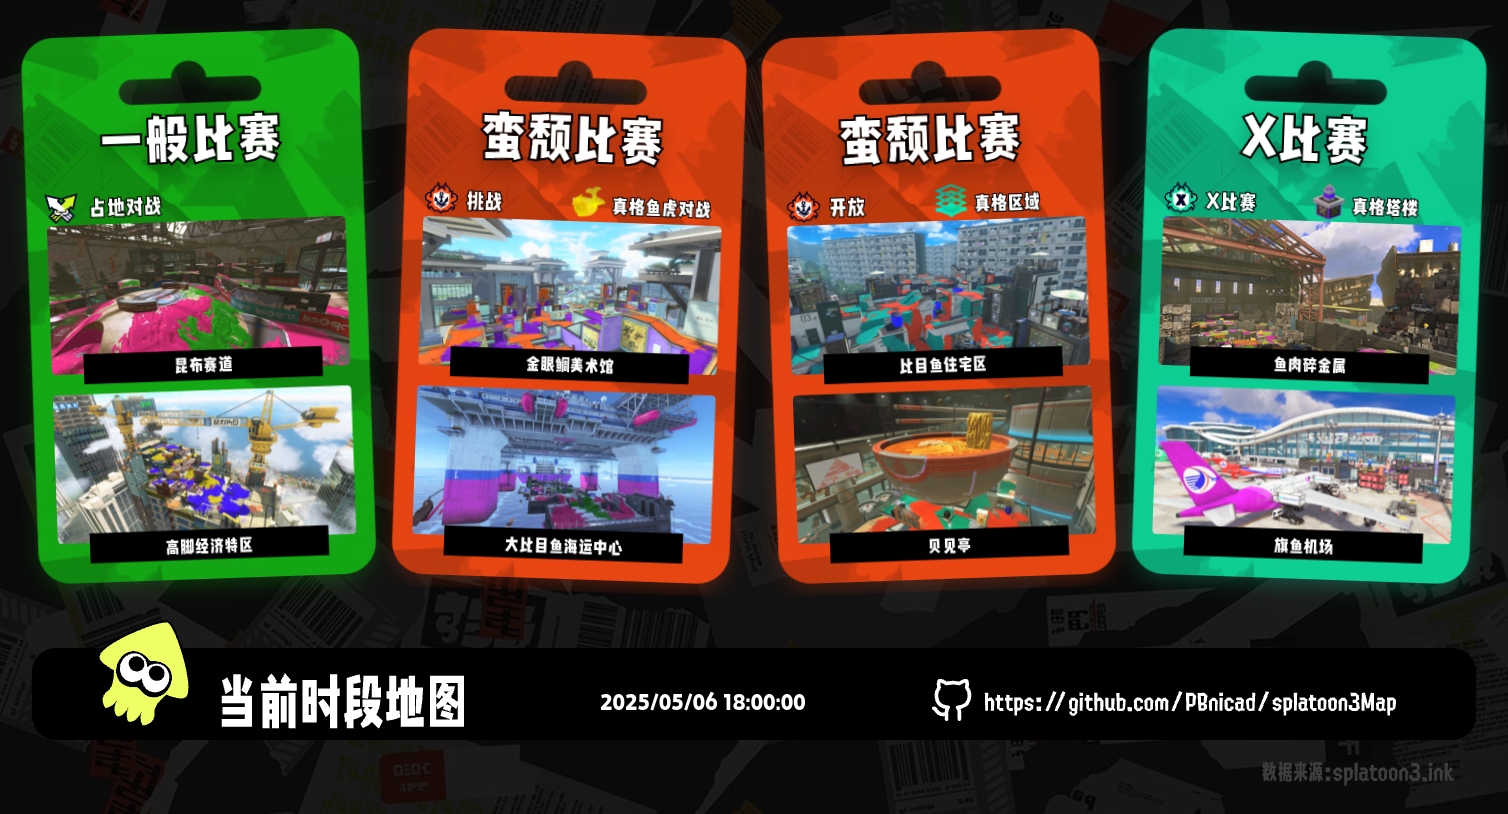 一般比赛
占地对战
昆布赛道
高脚经济特区
蛮颓比赛
挑战
真格鱼虎对战
金眼鲷美术馆
大比目鱼海运中心
蛮颓比赛
开放
真格区域
比目鱼住宅区
贝见亭
X比赛
X比赛
真格塔楼
鱼肉碎金属
旗鱼机场
当前时段地图
2025/05/06 18:00:00
https://github.com/PBnicad/splatoon3Map
数据来源:splatoon3.ink